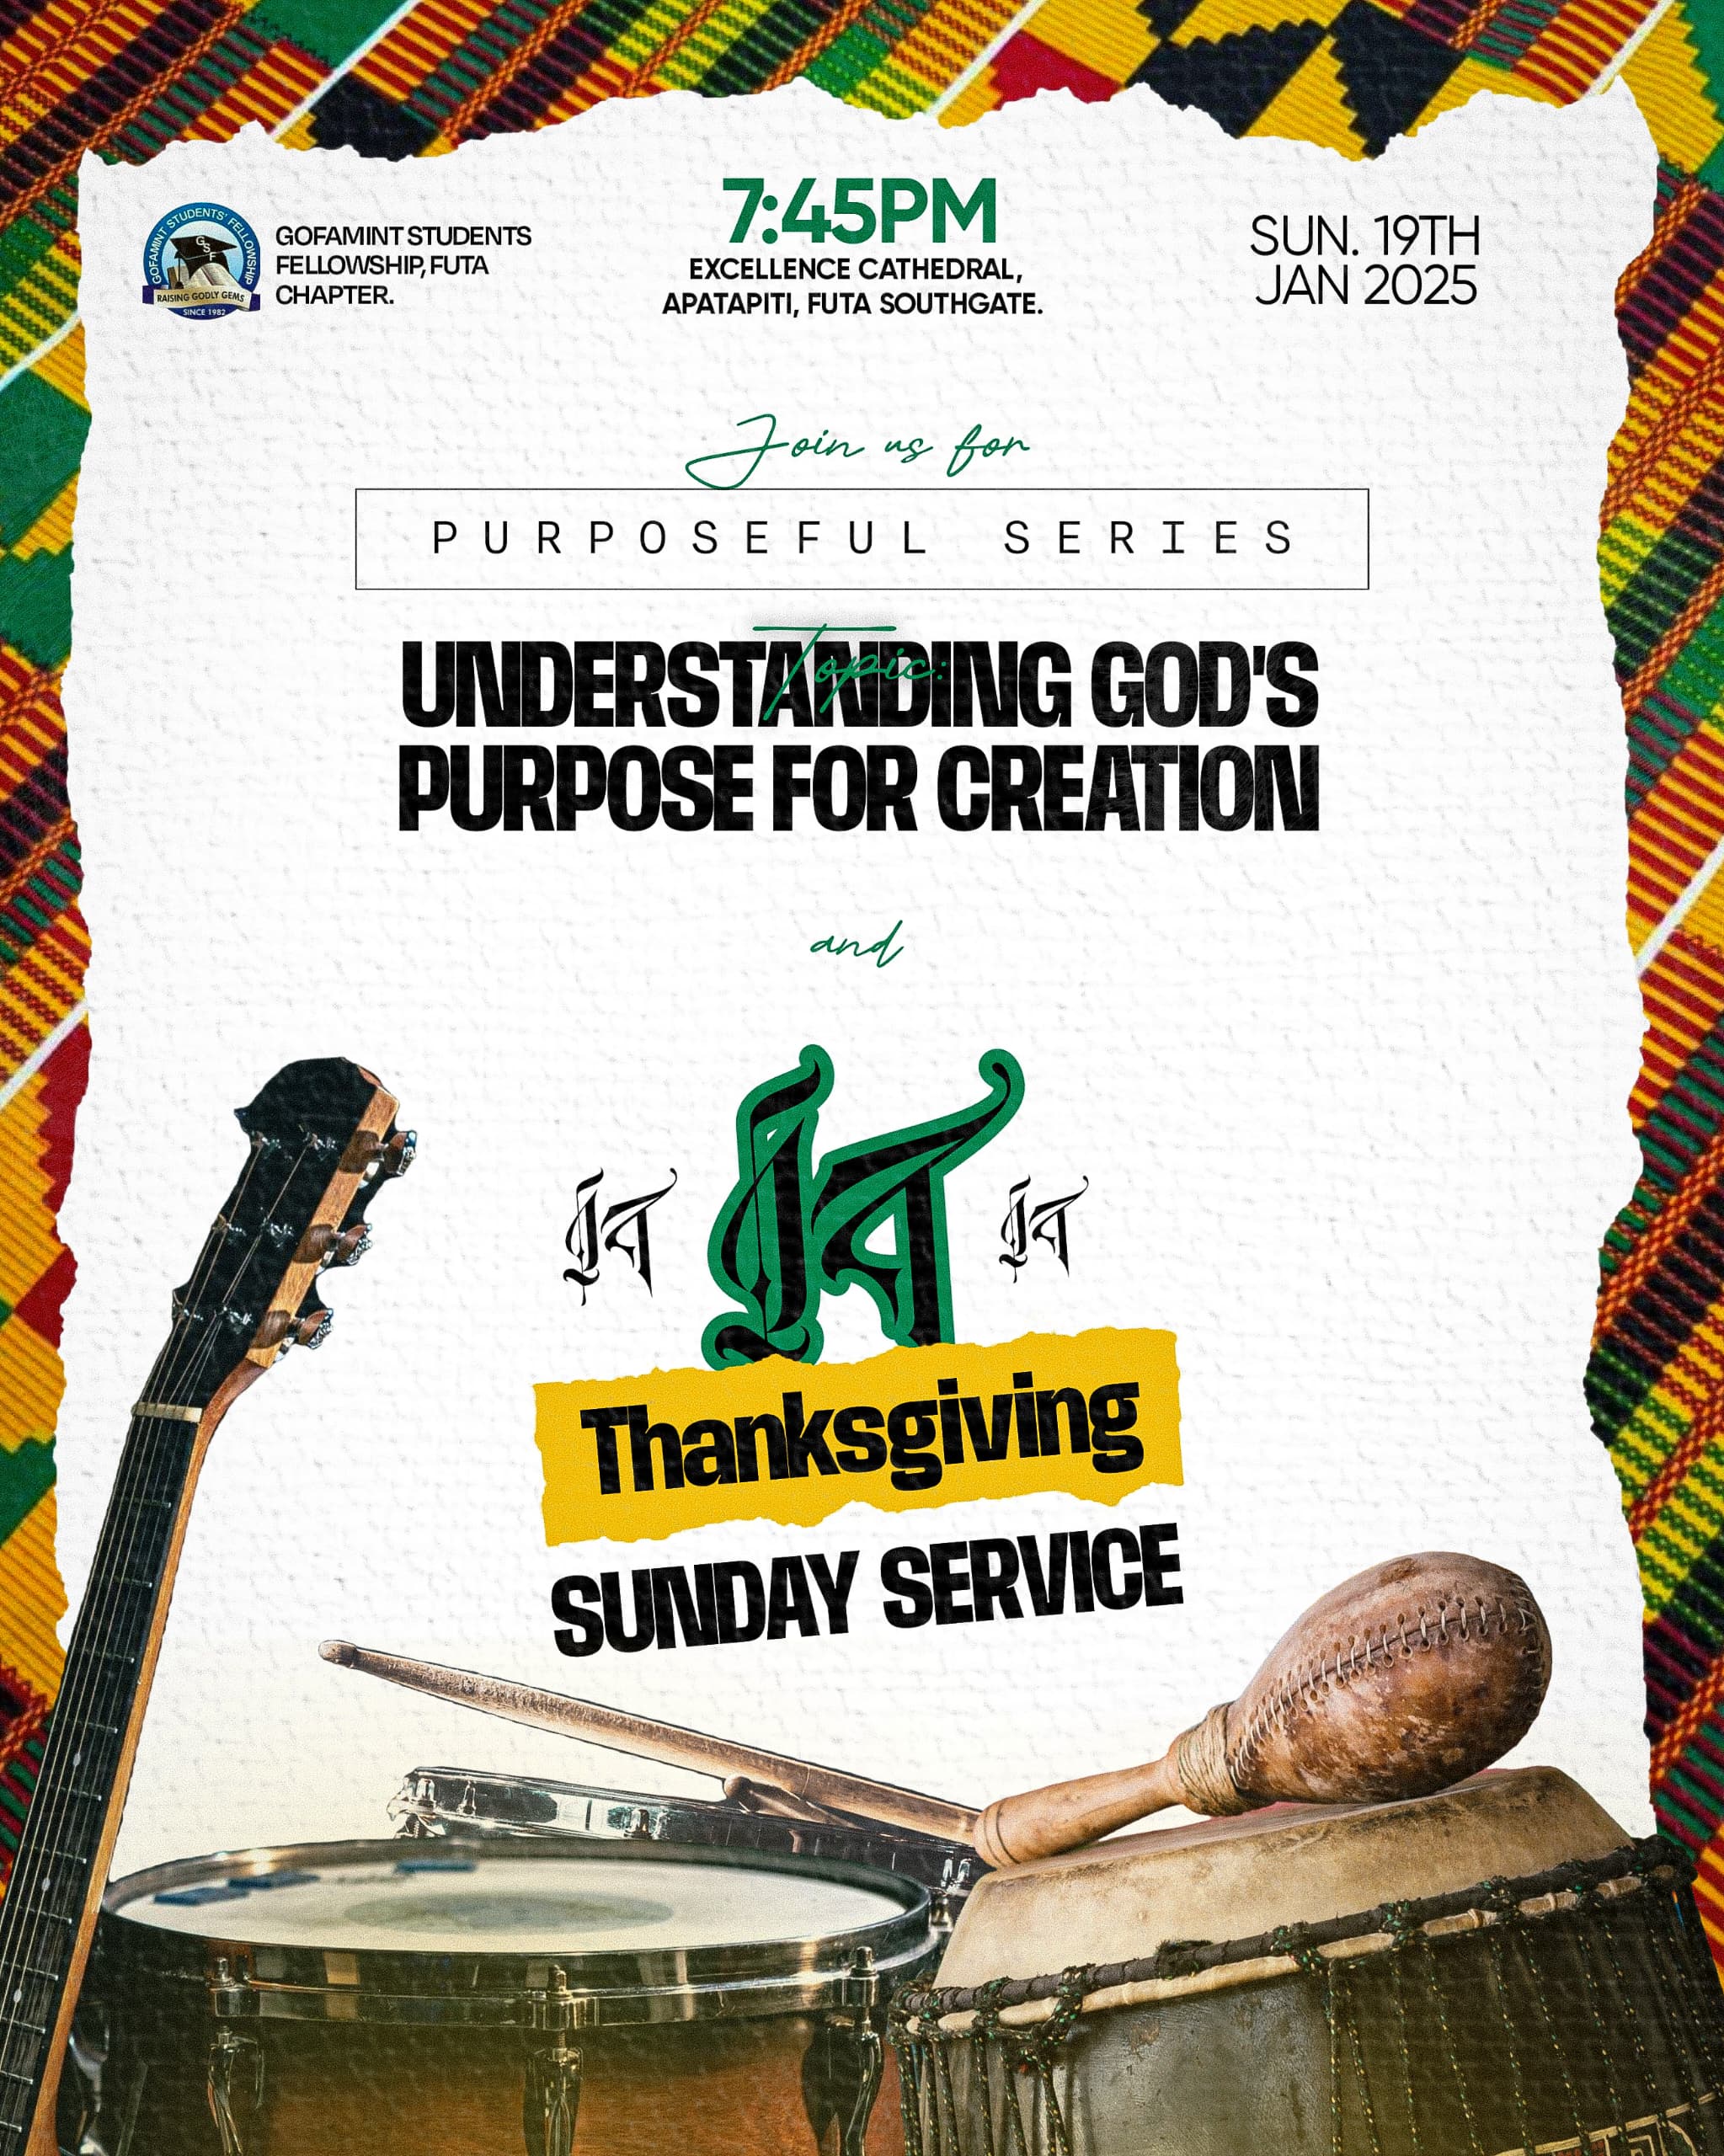 GOFAMINT STUDENTS' FELLOWSHIP
GSF
RAISING GODLY GEMS
SINCE 1982
GOFAMINT STUDENTS
FELLOWSHIP, FUTA
CHAPTER.
7:45PM
EXCELLENCE CATHEDRAL,
APATAPITI, FUTA SOUTHGATE.
SUN. 19TH
JAN 2025
Join us for
PURPOSEFUL SERIES
Topic:
UNDERSTANDING GOD'S
PURPOSE FOR CREATION
and
Thanksgiving
SUNDAY SERVICE